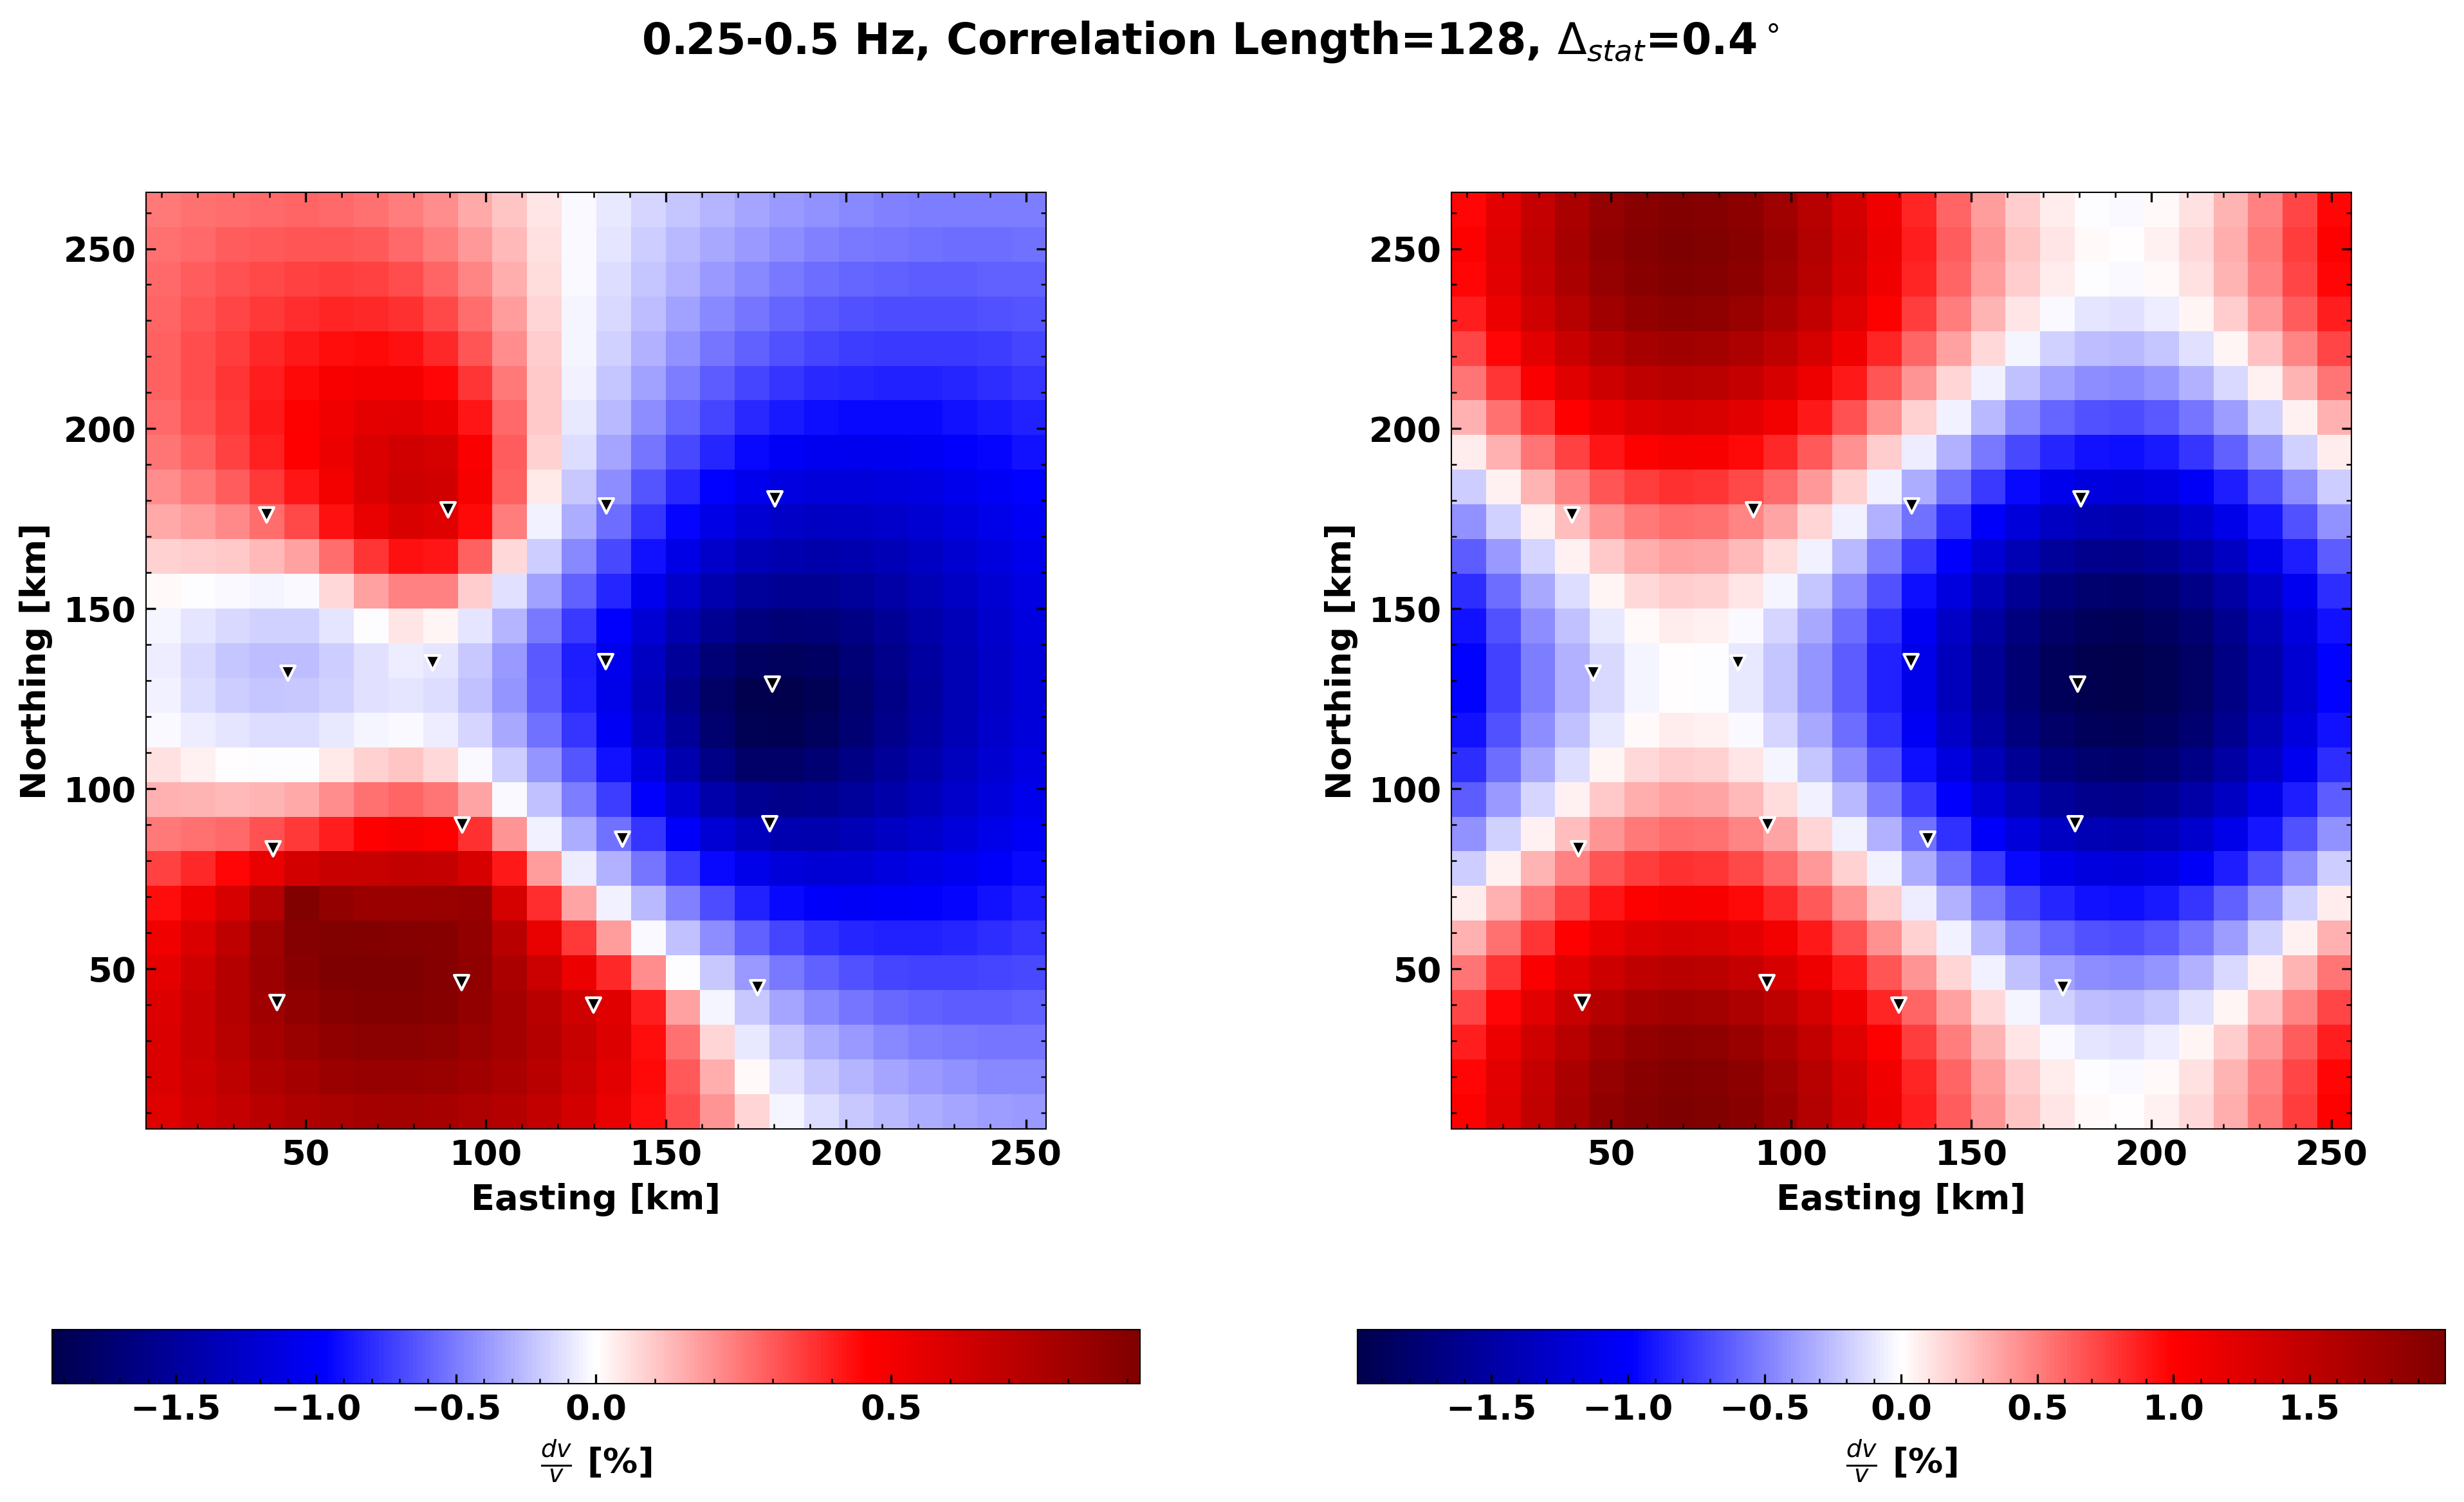 0.25-0.5 Hz, Correlation Length=128, Δ_stat=0.4°
250
200
150
100
50
Northing [km]
50 100 150 200 250
Easting [km]
250
200
150
100
50
Northing [km]
50 100 150 200 250
Easting [km]
−1.5 −1.0 −0.5 0.0 0.5
dv/v [%]
−1.5 −1.0 −0.5 0.0 0.5 1.0 1.5
dv/v [%]